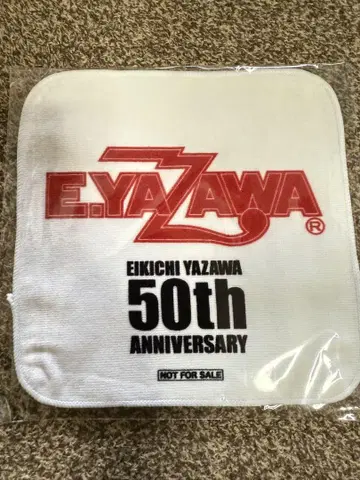 E.YAZAWA®
EIKICHI YAZAWA
50th
ANNIVERSARY
NOT FOR SALE